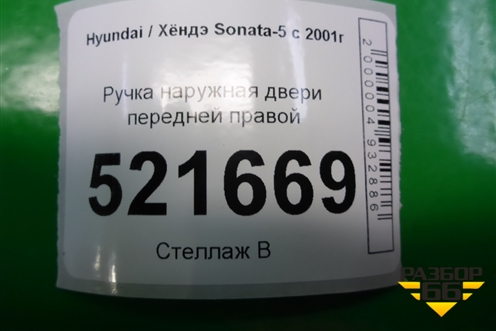 Hyundai / Хёндэ Sonata-5 с 2001г
Ручка наружная двери
передней правой
521669
Стеллаж В
2000004932886
РАЗБОР
66